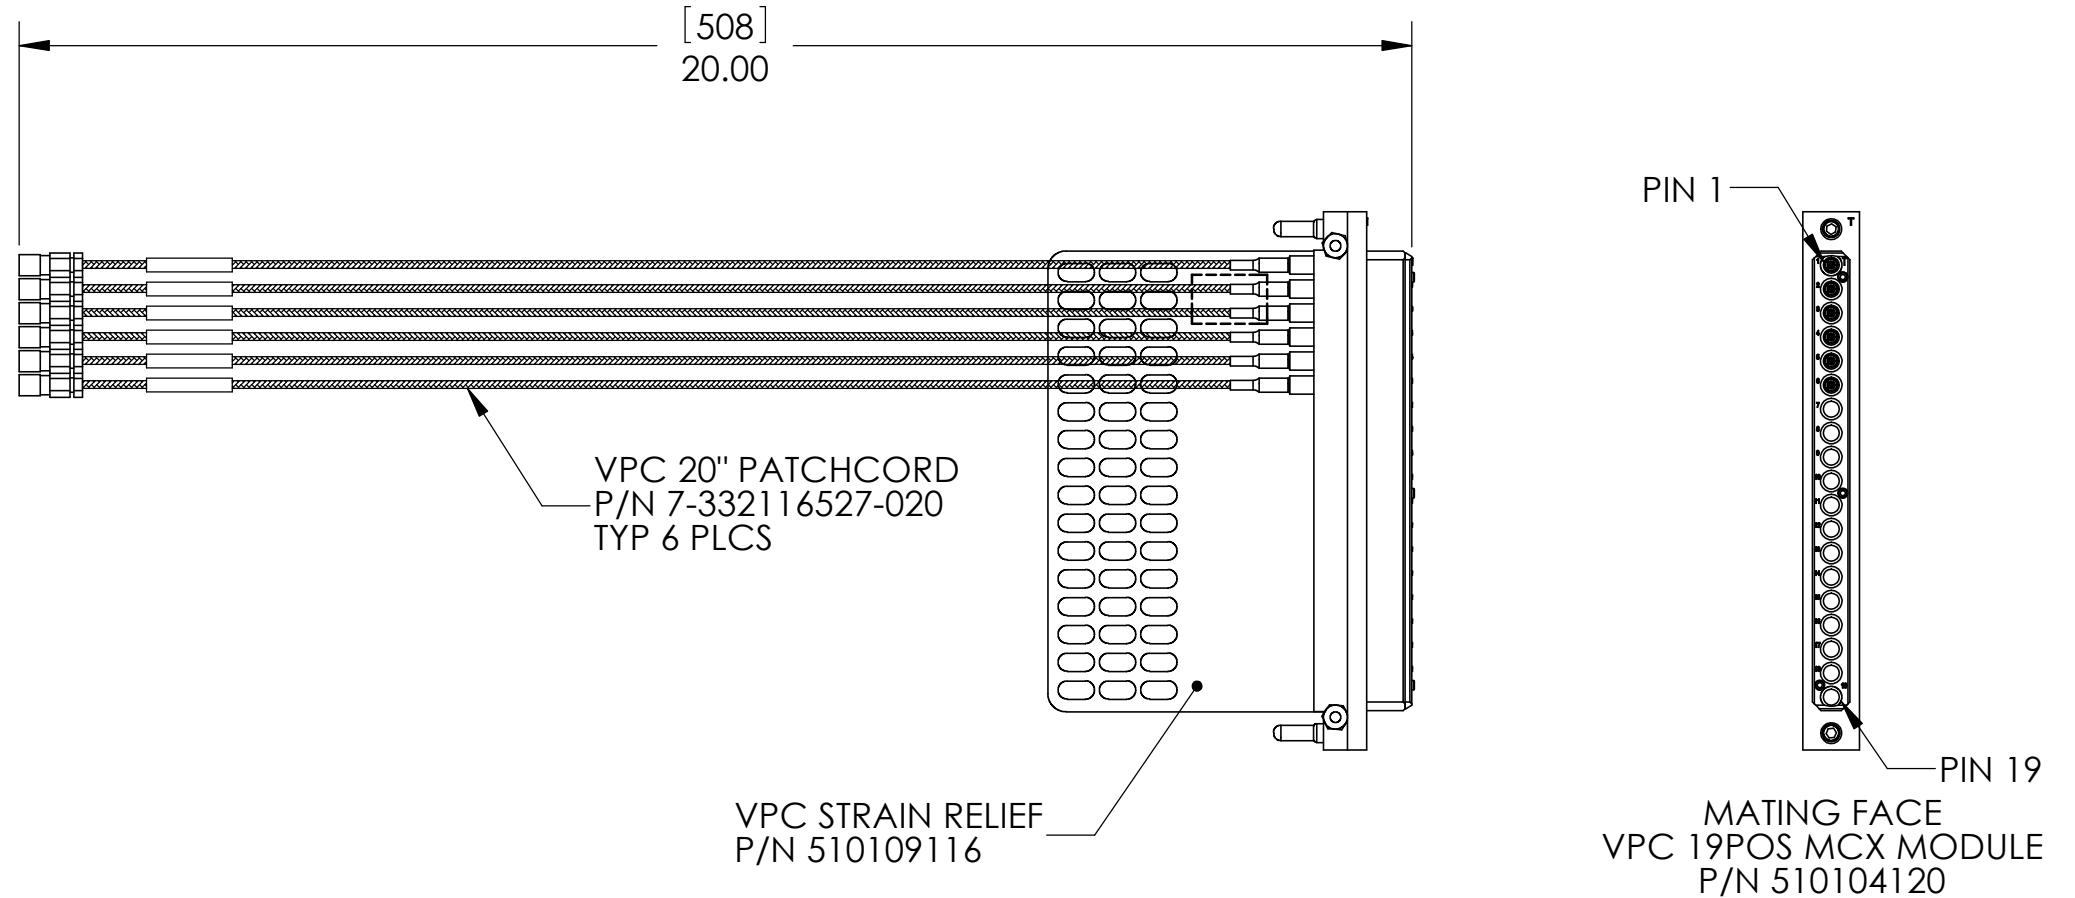 [508]
20.00
PIN 1
T
VPC 20" PATCHCORD
P/N 7-332116527-020
TYP 6 PLCS
VPC STRAIN RELIEF
P/N 510109116
PIN 19
MATING FACE
VPC 19POS MCX MODULE
P/N 510104120